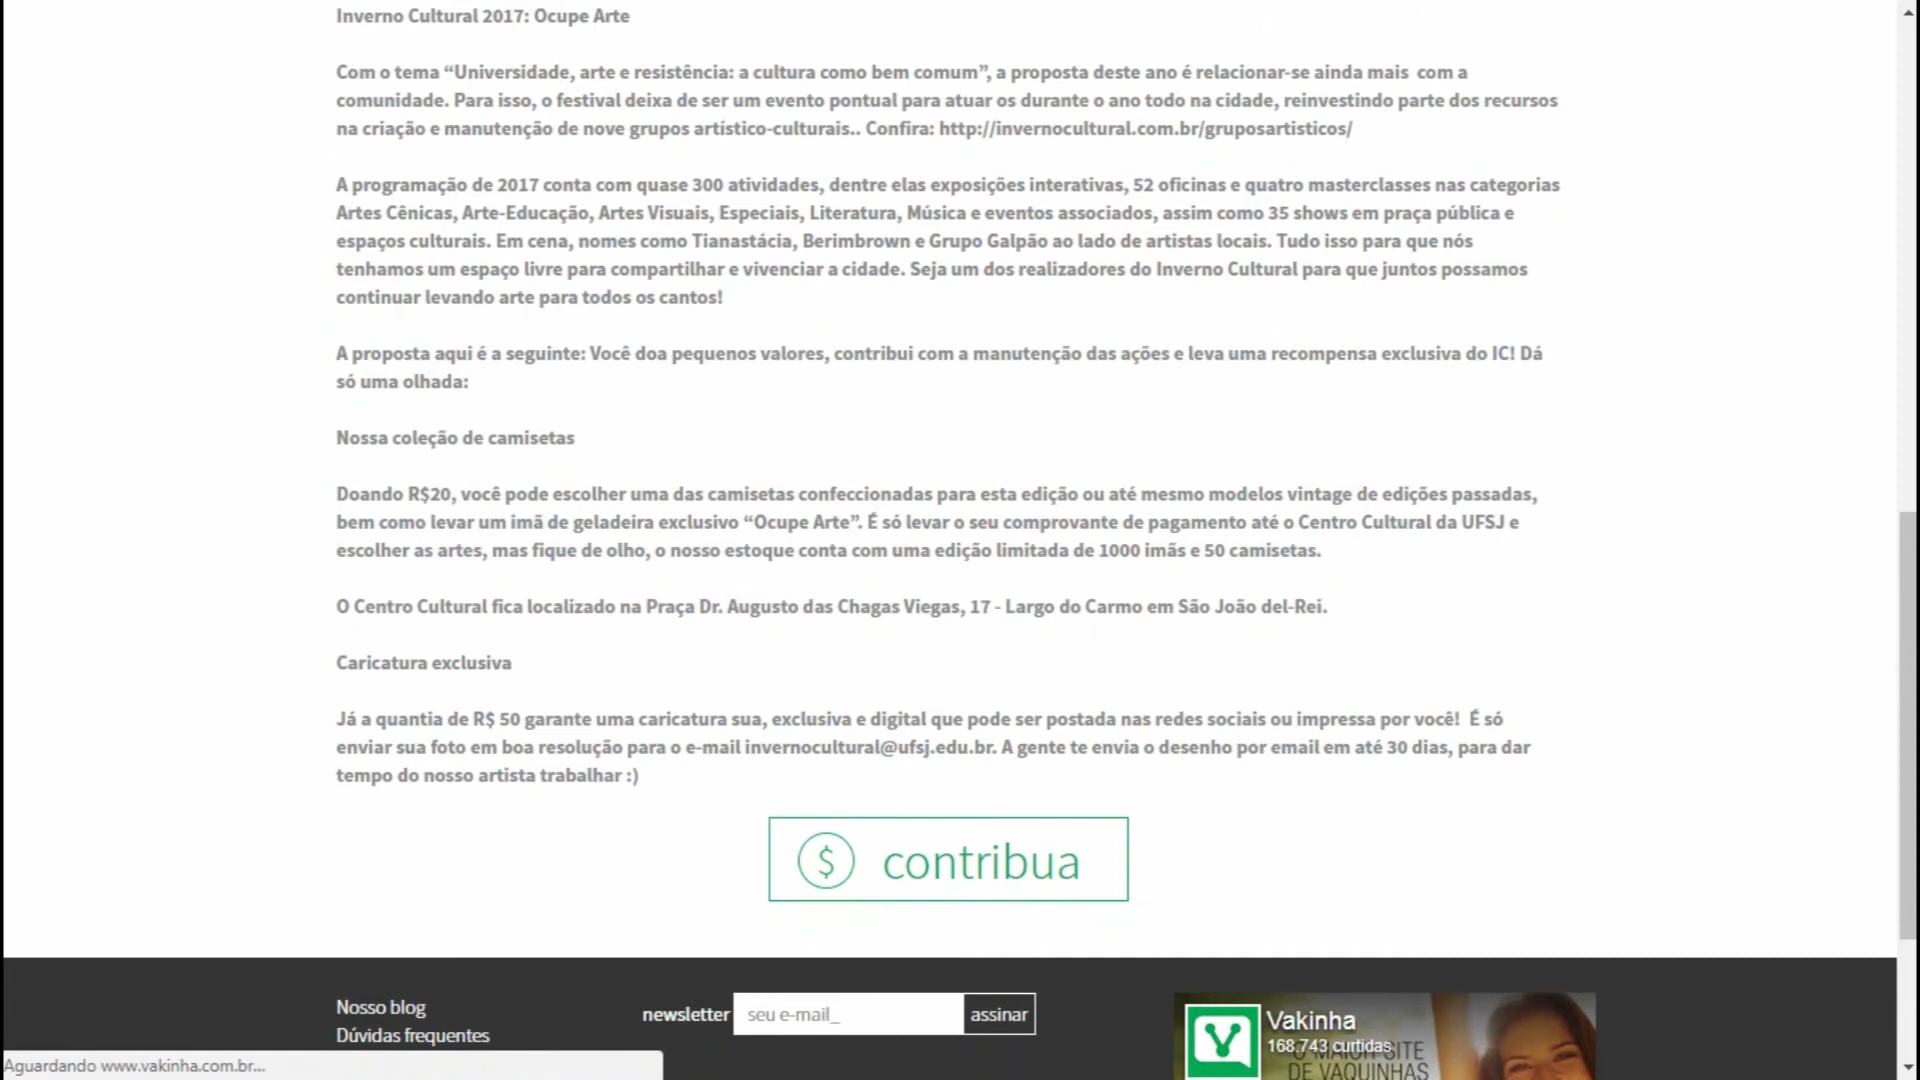 Inverno Cultural 2017: Ocupe Arte
Com o tema “Universidade, arte e resistência: a cultura como bem comum”, a proposta deste ano é relacionar-se ainda mais  com a
comunidade. Para isso, o festival deixa de ser um evento pontual para atuar os durante o ano todo na cidade, reinvestindo parte dos recursos
na criação e manutenção de nove grupos artístico-culturais.. Confira: http://invernocultural.com.br/gruposartisticos/
A programação de 2017 conta com quase 300 atividades, dentre elas exposições interativas, 52 oficinas e quatro masterclasses nas categorias
Artes Cênicas, Arte-Educação, Artes Visuais, Especiais, Literatura, Música e eventos associados, assim como 35 shows em praça pública e
espaços culturais. Em cena, nomes como Tianastácia, Berimbrown e Grupo Galpão ao lado de artistas locais. Tudo isso para que nós
tenhamos um espaço livre para compartilhar e vivenciar a cidade. Seja um dos realizadores do Inverno Cultural para que juntos possamos
continuar levando arte para todos os cantos!
A proposta aqui é a seguinte: Você doa pequenos valores, contribui com a manutenção das ações e leva uma recompensa exclusiva do IC! Dá
só uma olhada:
Nossa coleção de camisetas
Doando R$20, você pode escolher uma das camisetas confeccionadas para esta edição ou até mesmo modelos vintage de edições passadas,
bem como levar um imã de geladeira exclusivo “Ocupe Arte”. É só levar o seu comprovante de pagamento até o Centro Cultural da UFSJ e
escolher as artes, mas fique de olho, o nosso estoque conta com uma edição limitada de 1000 imãs e 50 camisetas.
O Centro Cultural fica localizado na Praça Dr. Augusto das Chagas Viegas, 17 - Largo do Carmo em São João del-Rei.
Caricatura exclusiva
Já a quantia de R$ 50 garante uma caricatura sua, exclusiva e digital que pode ser postada nas redes sociais ou impressa por você!  É só
enviar sua foto em boa resolução para o e-mail invernocultural@ufsj.edu.br. A gente te envia o desenho por email em até 30 dias, para dar
tempo do nosso artista trabalhar :)
$ contribua
Nosso blog
Dúvidas frequentes
newsletter seu e-mail_ assinar
Vakinha
168.743 curtidas
O MAIOR SITE
DE VAQUINHAS
Aguardando www.vakinha.com.br...